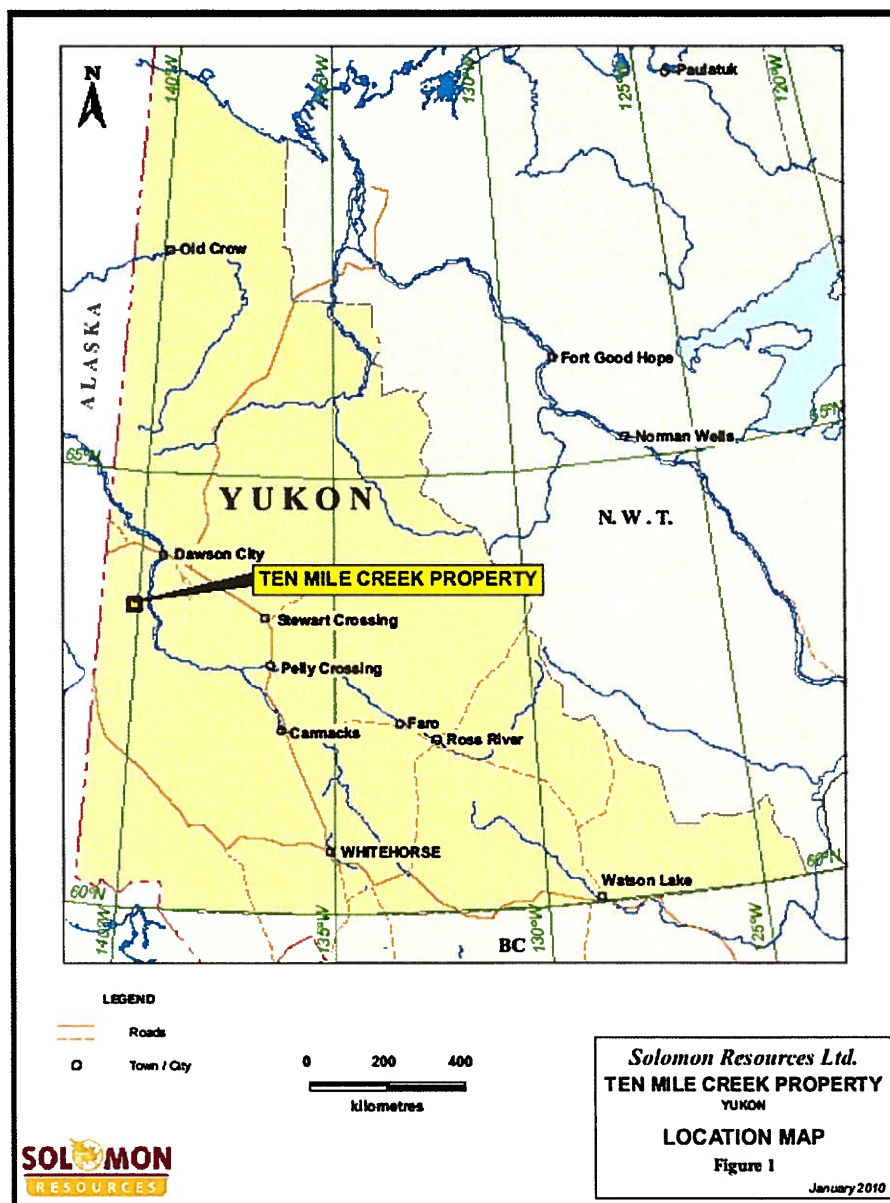 N
140°W
130°W
125°W
120°W
Paulatuk
Old Crow
ALASKA
Fort Good Hope
65°N
Norman Wells
65°N
YUKON
N.W.T.
Dawson City
TEN MILE CREEK PROPERTY
Stewart Crossing
Pelly Crossing
Faro
Carmacks
Ross River
WHITEHORSE
60°N
Watson Lake
60°N
140°W
135°W
130°W
125°W
BC
LEGEND
Roads
Town / City
0 200 400
kilometres
Solomon Resources Ltd.
TEN MILE CREEK PROPERTY
YUKON
LOCATION MAP
Figure 1
January 2010
SOLOMON
RESOURCES